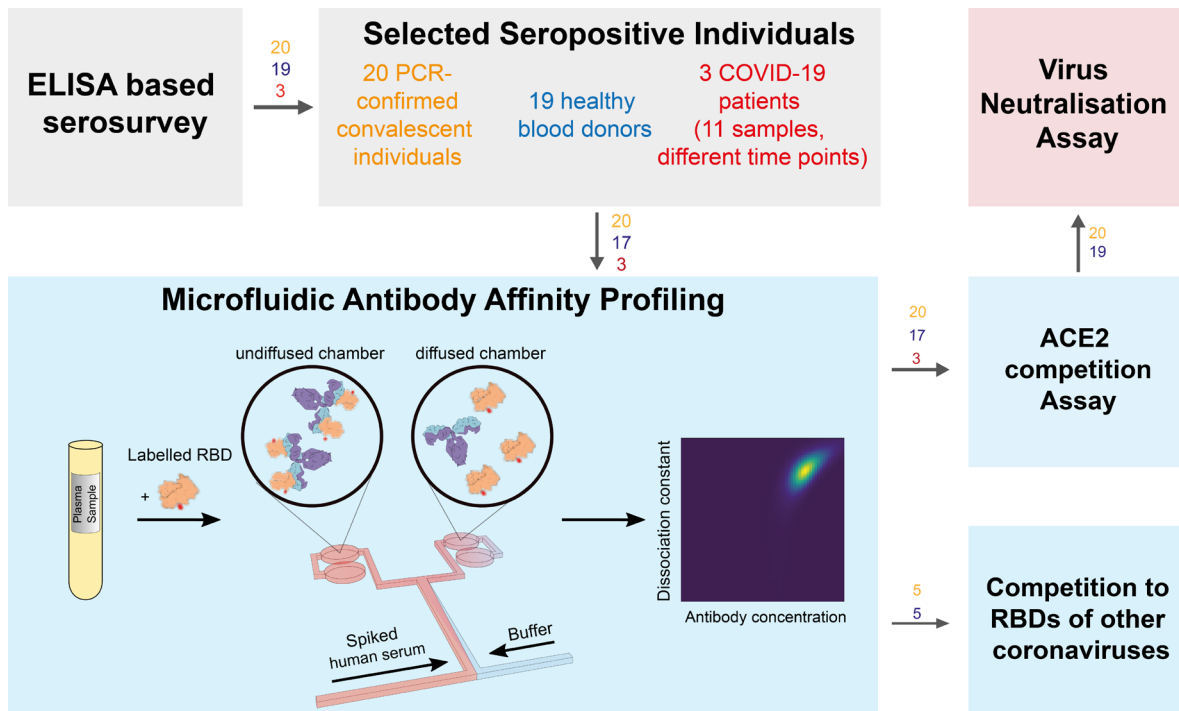 ELISA based
serosurvey
20
19
3
Selected Seropositive Individuals
20 PCR-
confirmed
convalescent
individuals
19 healthy
blood donors
3 COVID-19
patients
(11 samples,
different time points)
Virus
Neutralisation
Assay
20
17
3
20
19
Microfluidic Antibody Affinity Profiling
undiffused chamber
diffused chamber
Plasma
Sample
Labelled RBD
+
Spiked
human serum
Buffer
Dissociation constant
Antibody concentration
20
17
3
ACE2
competition
Assay
5
5
Competition to
RBDs of other
coronaviruses